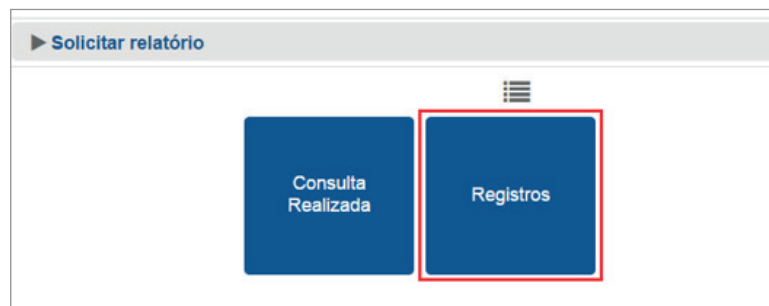 Solicitar relatório
Consulta
Realizada
Registros